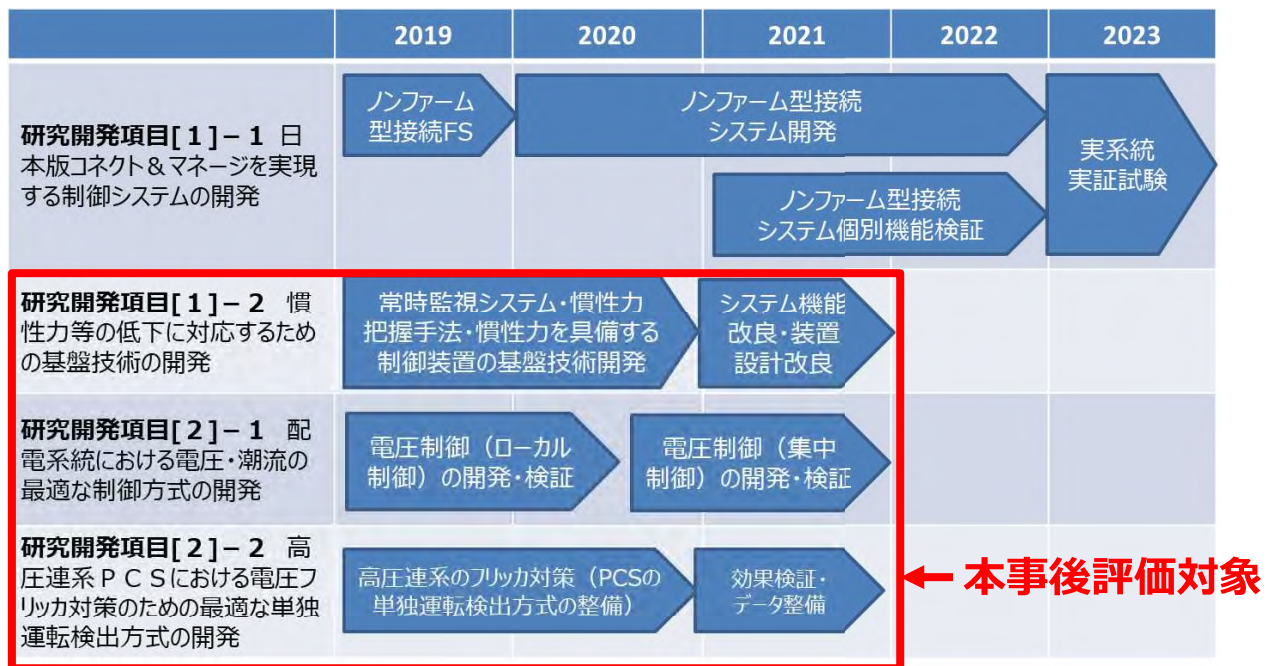 2019 2020 2021 2022 2023
研究開発項目[１]－１ 日
本版コネクト＆マネージを実現
する制御システムの開発
ノンファーム
型接続FS
ノンファーム型接続
システム開発
ノンファーム型接続
システム個別機能検証
実系統
実証試験
研究開発項目[１]－２ 慣
性力等の低下に対応するため
の基盤技術の開発
常時監視システム・慣性力
把握手法・慣性力を具備する
制御装置の基盤技術開発
システム機能
改良・装置
設計改良
研究開発項目[２]－１ 配
電系統における電圧・潮流の
最適な制御方式の開発
電圧制御（ローカル
制御）の開発・検証
電圧制御（集中
制御）の開発・検証
研究開発項目[２]－２ 高
圧連系ＰＣＳにおける電圧フ
リッカ対策のための最適な単独
運転検出方式の開発
高圧連系のフリッカ対策（PCSの
単独運転検出方式の整備）
効果検証・
データ整備
本事後評価対象